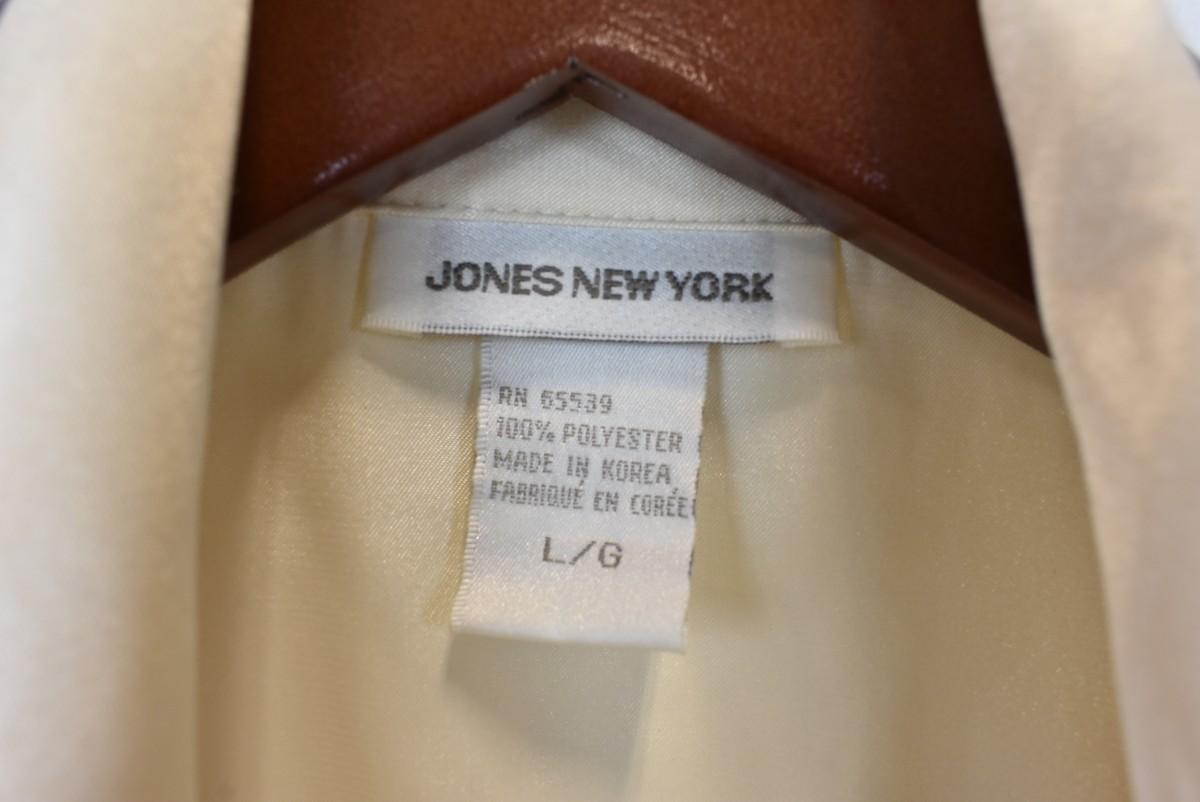 JONES NEW YORK
RN 65539
100% POLYESTER
MADE IN KOREA
FABRIQUÉ EN CORÉE
L/G